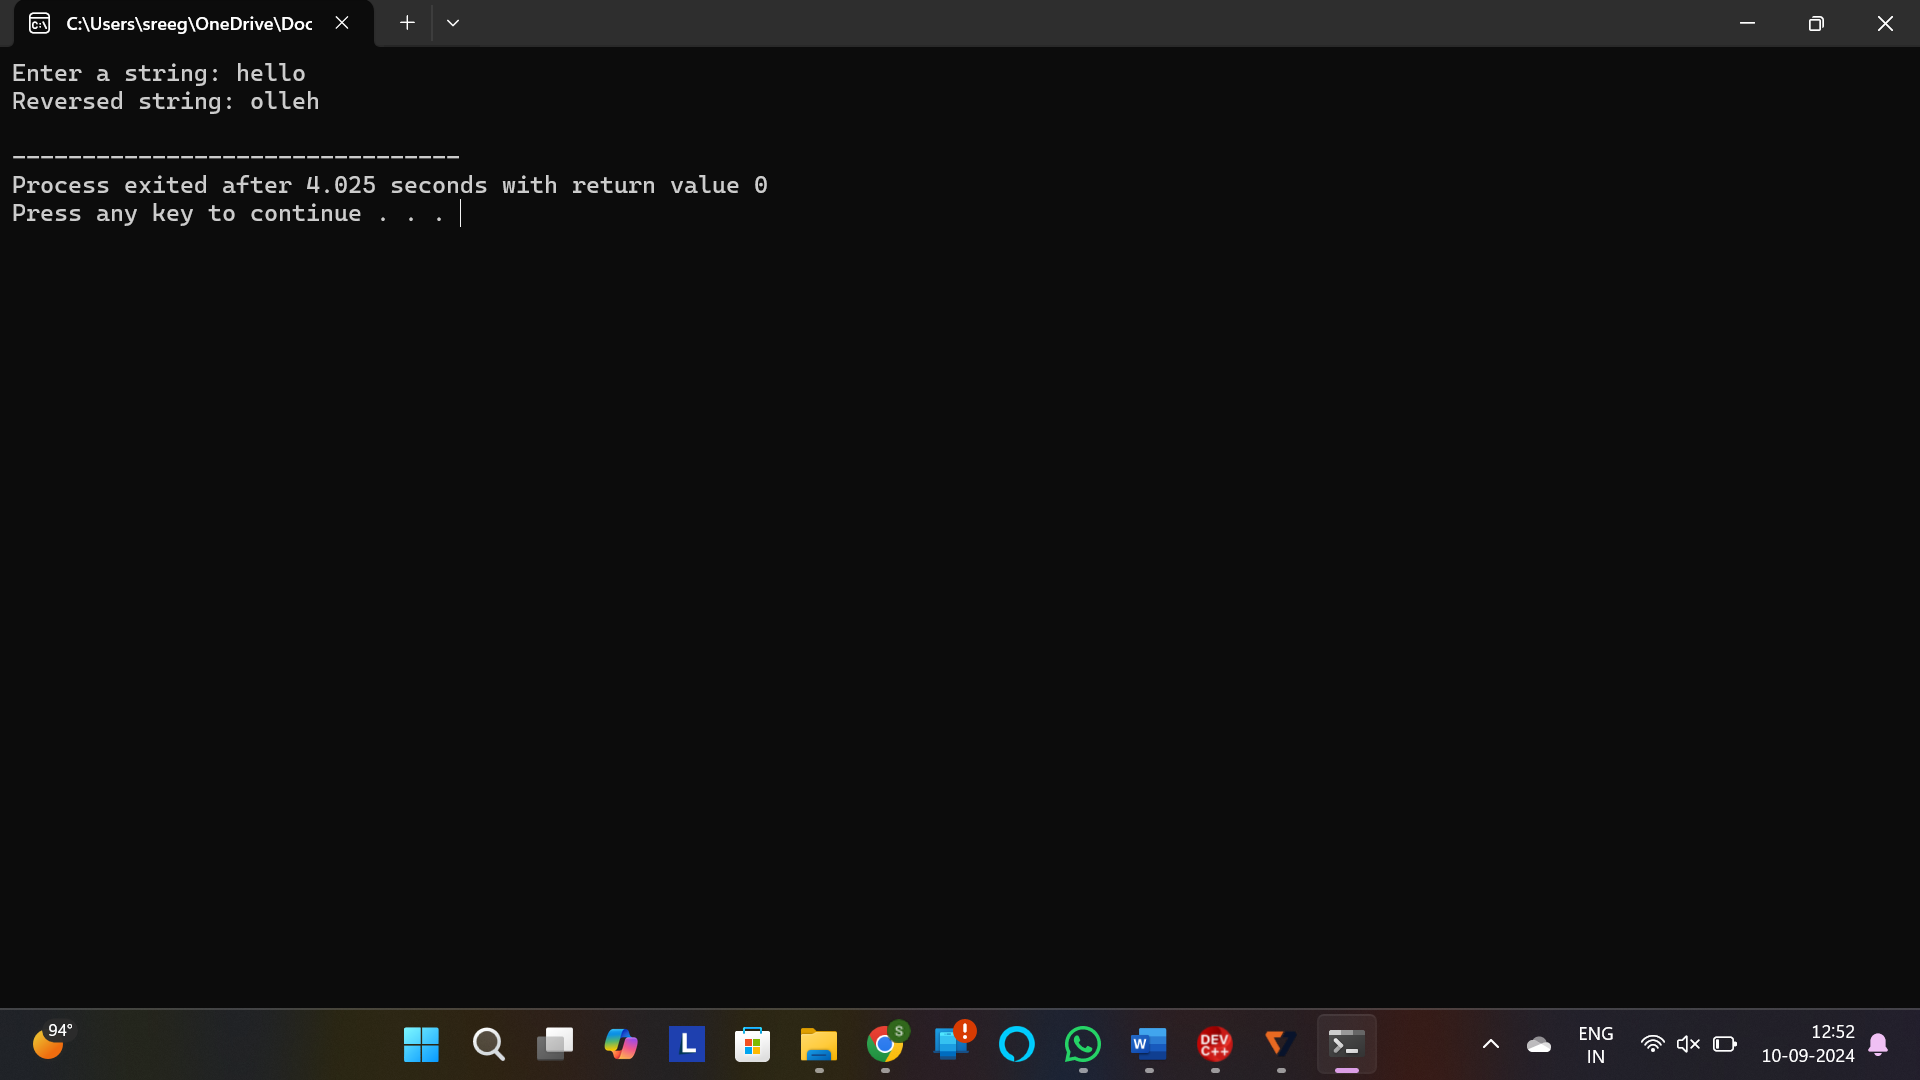 C:\Users\sreeg\OneDrive\Doc
Enter a string: hello
Reversed string: olleh
--------------------------------
Process exited after 4.025 seconds with return value 0
Press any key to continue . . .
94°
L
S
!
W
DEV
C++
ENG
IN
12:52
10-09-2024